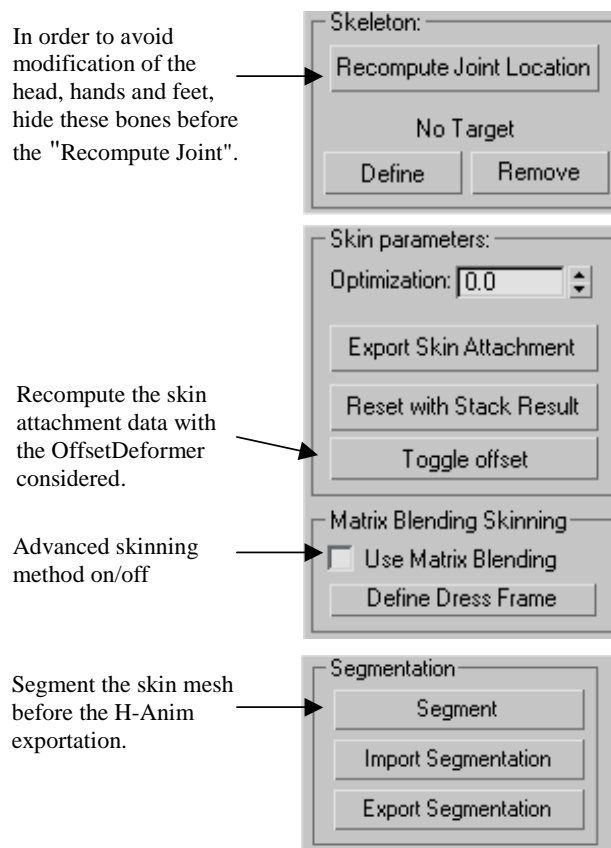 In order to avoid
modification of the
head, hands and feet,
hide these bones before
the "Recompute Joint".
Skeleton:
Recompute Joint Location
No Target
Define Remove
Skin parameters:
Optimization: 0.0
Export Skin Attachment
Reset with Stack Result
Toggle offset
Recompute the skin
attachment data with
the OffsetDeformer
considered.
Matrix Blending Skinning
Use Matrix Blending
Define Dress Frame
Advanced skinning
method on/off
Segmentation
Segment
Import Segmentation
Export Segmentation
Segment the skin mesh
before the H-Anim
exportation.